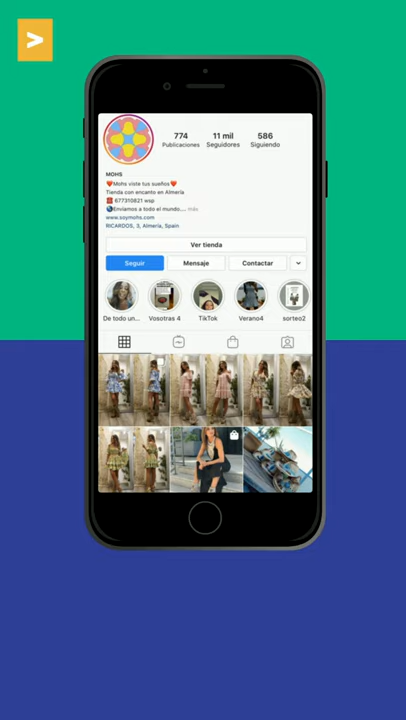 >
774
11 mil
586
Publicaciones
Seguidores
Siguiendo
MOHS
❤️Mohs viste tus sueños❤️
Tienda con encanto en Almería
677310821 wsp
Enviamos a todo el mundo.... más
www.soymohs.com
RICARDOS, 3, Almería, Spain
Ver tienda
Seguir
Mensaje
Contactar
De todo un...
Vosotras 4
TikTok
Verano4
sorteo2